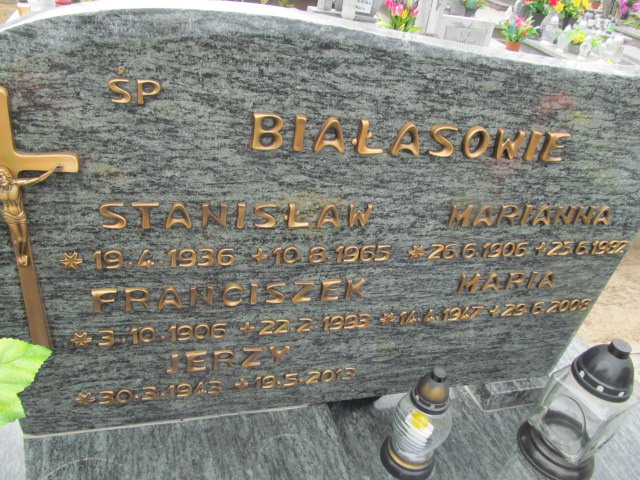 ŚP
BIAŁASOWIE
STANISŁAW MARIANNA
*19.4.1936 +10.8.1965 *26.6.1906 +25.6.1992
FRANCISZEK MARIA
*3.10.1906 +22.2.1993 *14.4.1947 +29.6.2008
JERZY
*30.3.1943 +19.5.2013